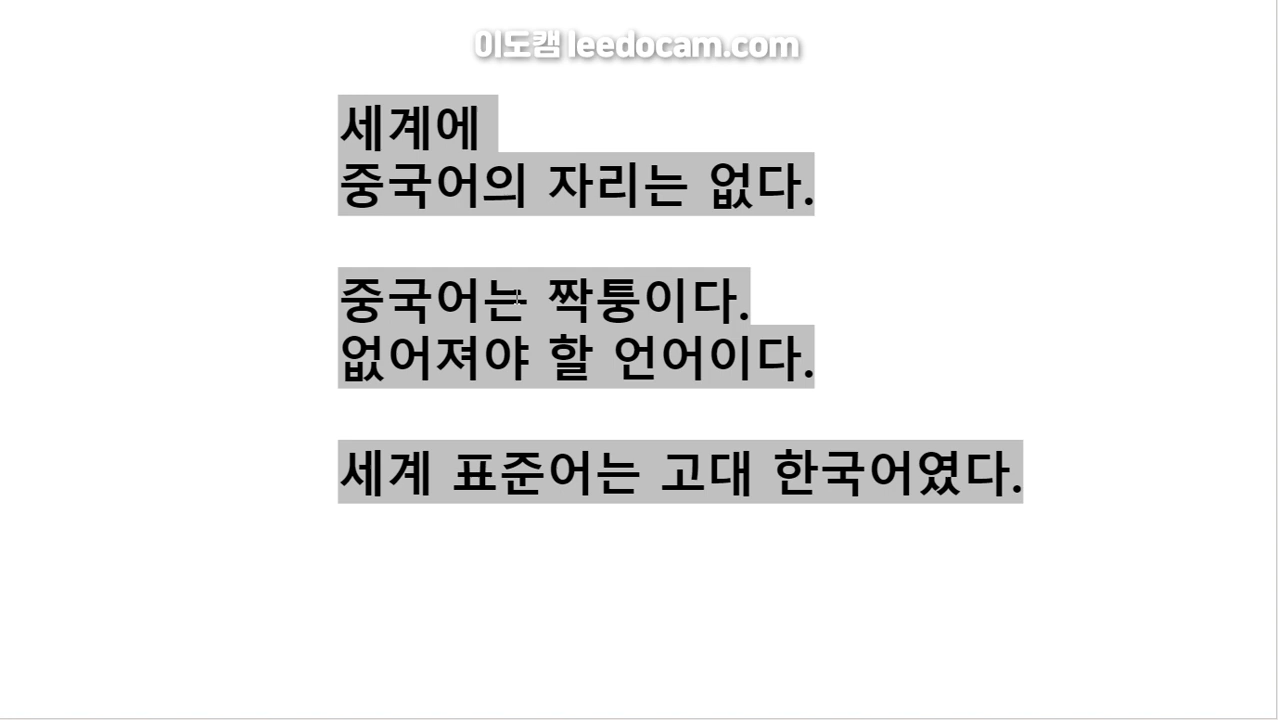 이도캠 leedocam.com
세계에
중국어의 자리는 없다.
중국어는 짝퉁이다.
없어져야 할 언어이다.
세계 표준어는 고대 한국어였다.